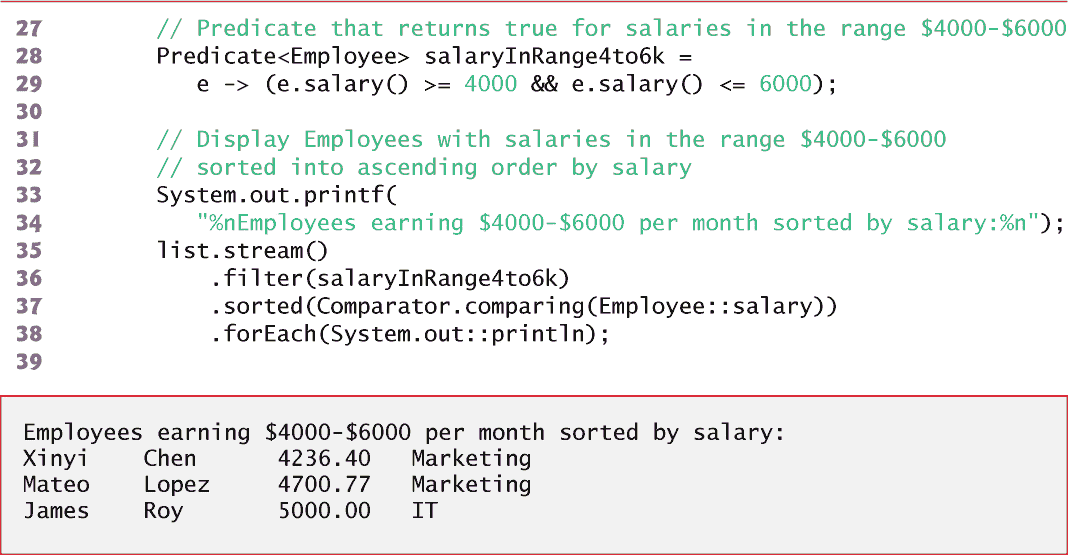 27 // Predicate that returns true for salaries in the range $4000-$6000
28 Predicate<Employee> salaryInRange4to6k =
29 e -> (e.salary() >= 4000 && e.salary() <= 6000);
30
31 // Display Employees with salaries in the range $4000-$6000
32 // sorted into ascending order by salary
33 System.out.printf(
34 "%nEmployees earning $4000-$6000 per month sorted by salary:%n");
35 list.stream()
36 .filter(salaryInRange4to6k)
37 .sorted(Comparator.comparing(Employee::salary))
38 .forEach(System.out::println);
39
Employees earning $4000-$6000 per month sorted by salary:
Xinyi Chen 4236.40 Marketing
Mateo Lopez 4700.77 Marketing
James Roy 5000.00 IT